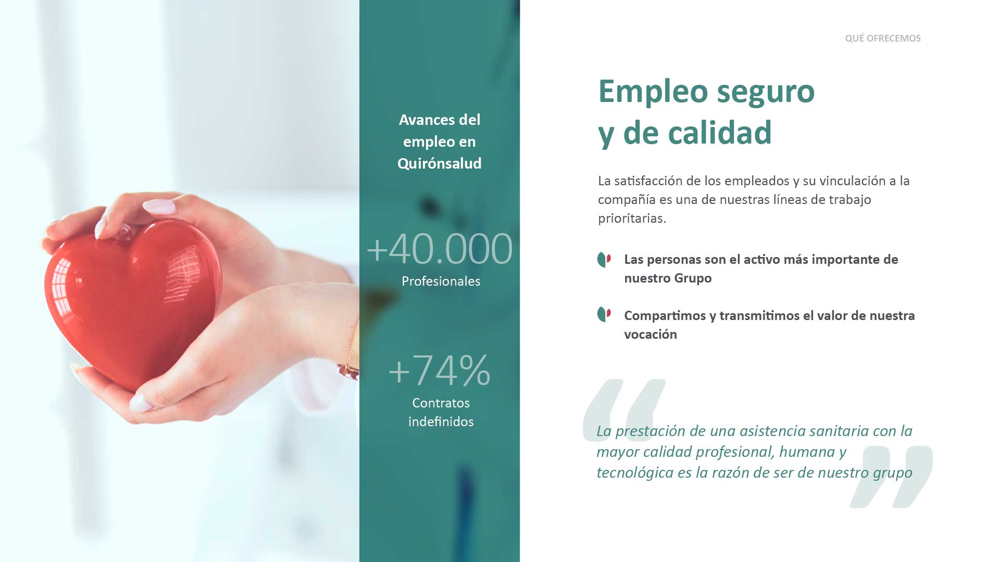 QUÉ OFRECEMOS
Avances del
empleo en
Quirónsalud
+40.000
Profesionales
+74%
Contratos
indefinidos
Empleo seguro
y de calidad
La satisfacción de los empleados y su vinculación a la
compañía es una de nuestras líneas de trabajo
prioritarias.
Las personas son el activo más importante de
nuestro Grupo
Compartimos y transmitimos el valor de nuestra
vocación
“
La prestación de una asistencia sanitaria con la
mayor calidad profesional, humana y
tecnológica es la razón de ser de nuestro grupo
”